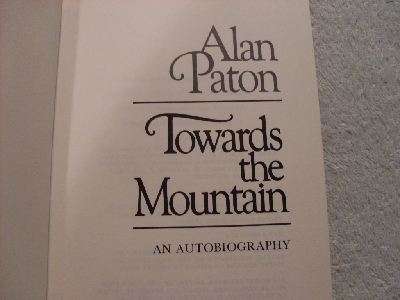 Alan
Paton
Towards
the
Mountain
AN AUTOBIOGRAPHY